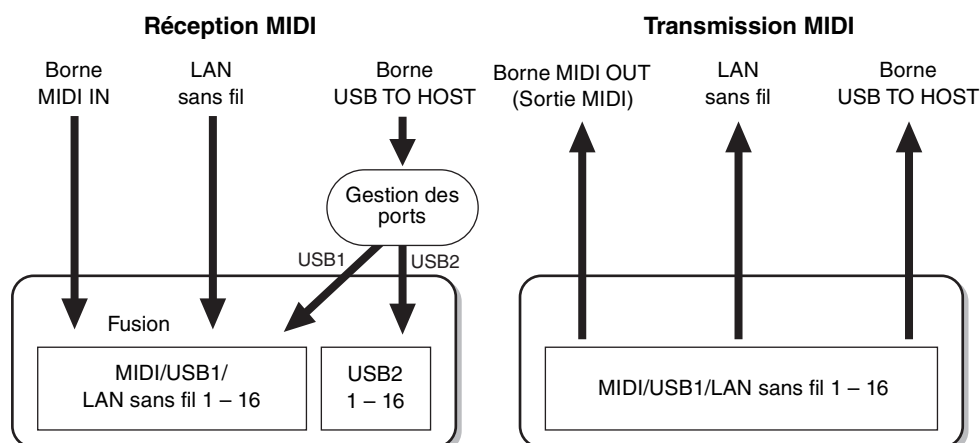 Réception MIDI
Borne
MIDI IN
LAN
sans fil
Borne
USB TO HOST
Gestion des
ports
USB1
USB2
Fusion
MIDI/USB1/
LAN sans fil 1 – 16
USB2
1 – 16
Transmission MIDI
Borne MIDI OUT
(Sortie MIDI)
LAN
sans fil
Borne
USB TO HOST
MIDI/USB1/LAN sans fil 1 – 16